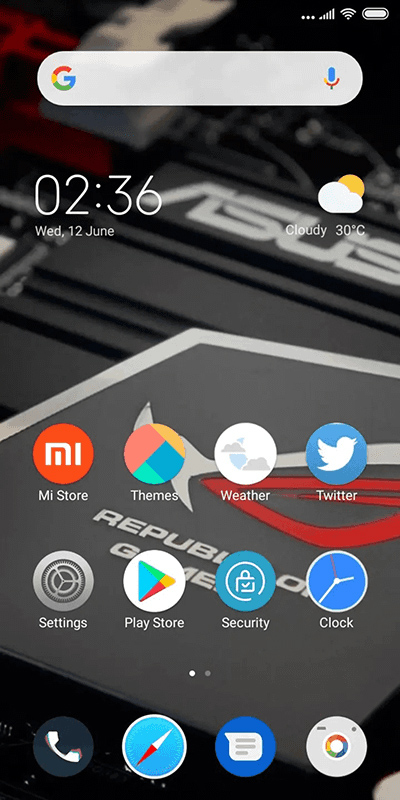 02:36
Wed, 12 June
Cloudy 30°C
ASUS
Mi Store
Themes
Weather
Twitter
REPUBLIC OF
GAMERS
Settings
Play Store
Security
Clock